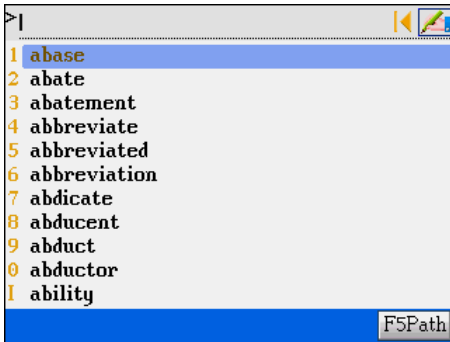 >|
1 abase
2 abate
3 abatement
4 abbreviate
5 abbreviated
6 abbreviation
7 abdicate
8 abducent
9 abduct
0 abductor
I ability
F5Path